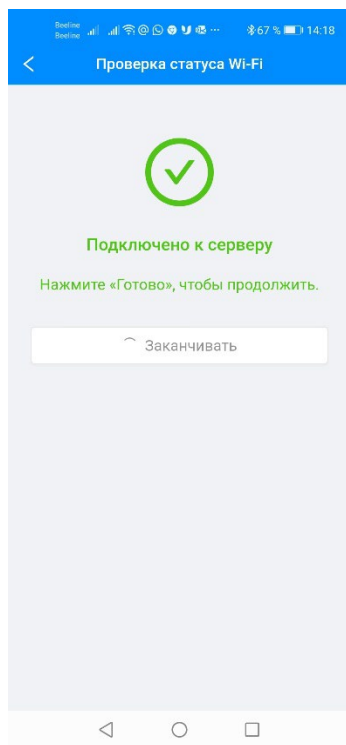 Beeline
Beeline
67 % 14:18
Проверка статуса Wi-Fi
Подключено к серверу
Нажмите «Готово», чтобы продолжить.
Заканчивать